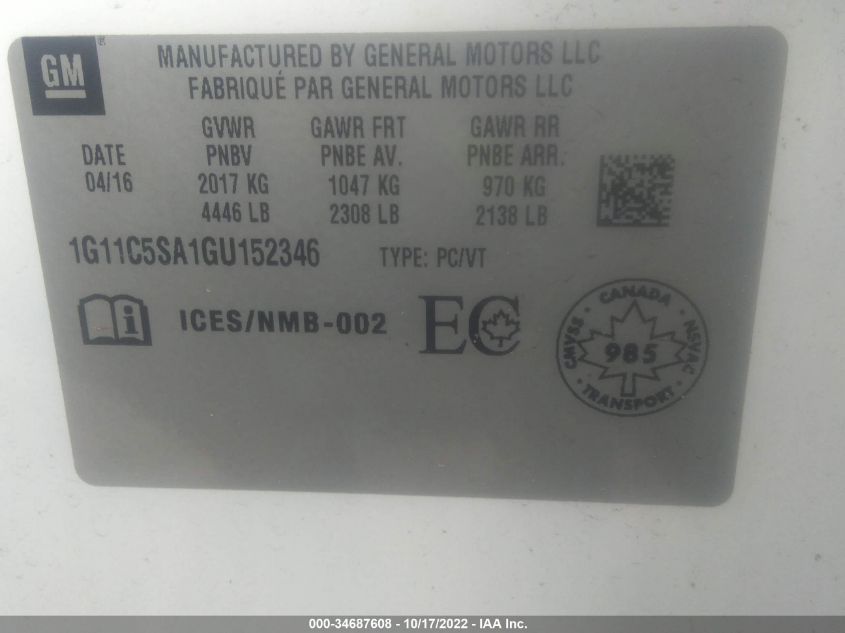 GM®
MANUFACTURED BY GENERAL MOTORS LLC
FABRIQUÉ PAR GENERAL MOTORS LLC
GVWR GAWR FRT GAWR RR
DATE PNBV PNBE AV. PNBE ARR.
04/16 2017 KG 1047 KG 970 KG
4446 LB 2308 LB 2138 LB
1G11C5SA1GU152346 TYPE: PC/VT
i ICES/NMB-002 EC
CANADA
CMVSS 985 NSVAC
TRANSPORT
000-34687608 - 10/17/2022 - IAA Inc.